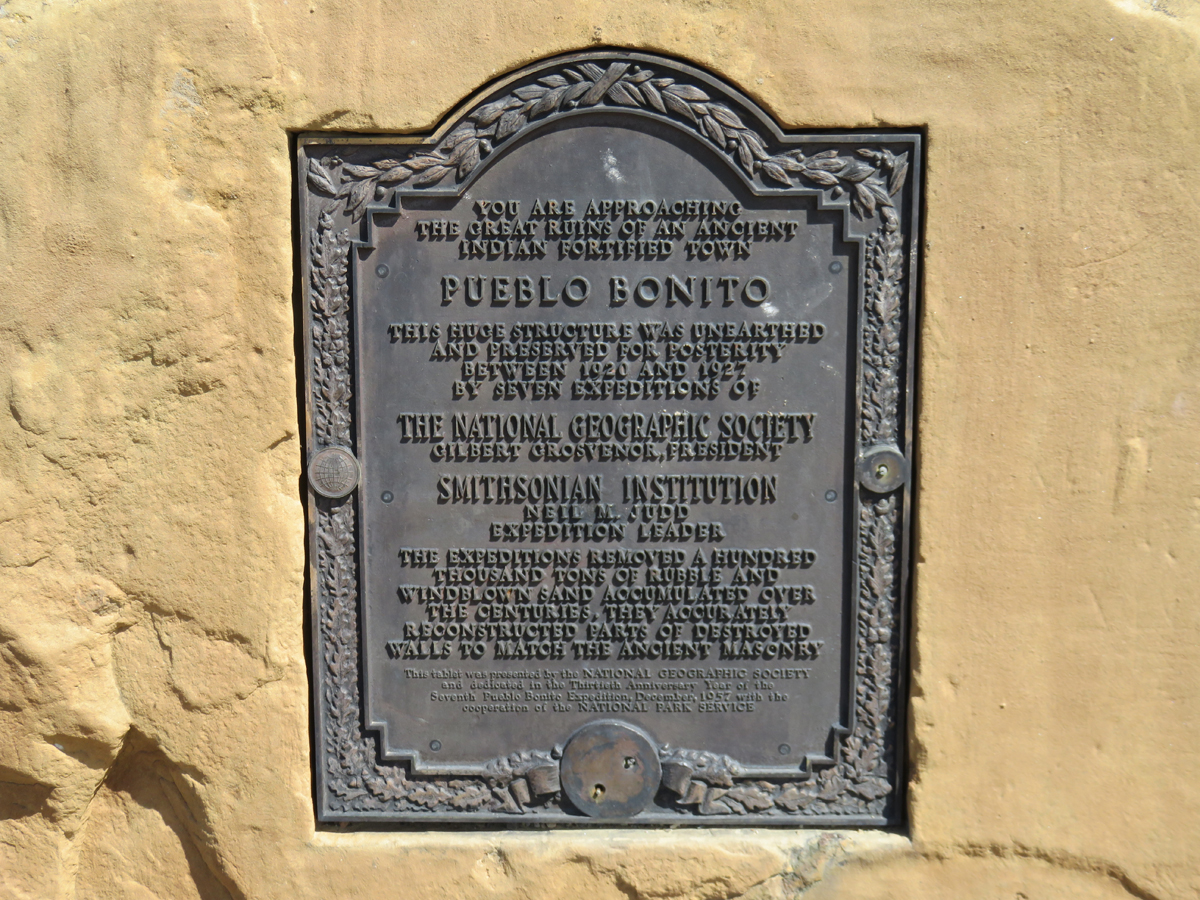 YOU ARE APPROACHING
THE GREAT RUINS OF AN ANCIENT
INDIAN FORTIFIED TOWN
PUEBLO BONITO
THIS HUGE STRUCTURE WAS UNEARTHED
AND PRESERVED FOR POSTERITY
BETWEEN 1920 AND 1927
BY SEVEN EXPEDITIONS OF
THE NATIONAL GEOGRAPHIC SOCIETY
GILBERT GROSVENOR, PRESIDENT
SMITHSONIAN INSTITUTION
NEIL M. JUDD
EXPEDITION LEADER
THE EXPEDITIONS REMOVED A HUNDRED
THOUSAND TONS OF RUBBLE AND
WINDBLOWN SAND ACCUMULATED OVER
THE CENTURIES. THEY ACCURATELY
RECONSTRUCTED PARTS OF DESTROYED
WALLS TO MATCH THE ANCIENT MASONRY
This tablet was presented by the NATIONAL GEOGRAPHIC SOCIETY
and dedicated in the Thirtieth Anniversary Year of the
Seventh Pueblo Bonito Expedition, December, 1957 with the
cooperation of the NATIONAL PARK SERVICE